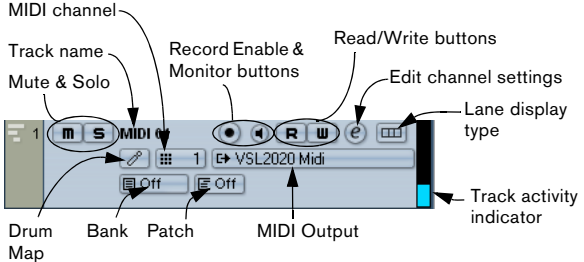 MIDI channel
Track name
Mute & Solo
Record Enable &
Monitor buttons
Read/Write buttons
Edit channel settings
Lane display
type
1 m S MIDI R W e
1 VSL2020 Midi
Off Off
Track activity
indicator
Drum
Map
Bank
Patch
MIDI Output